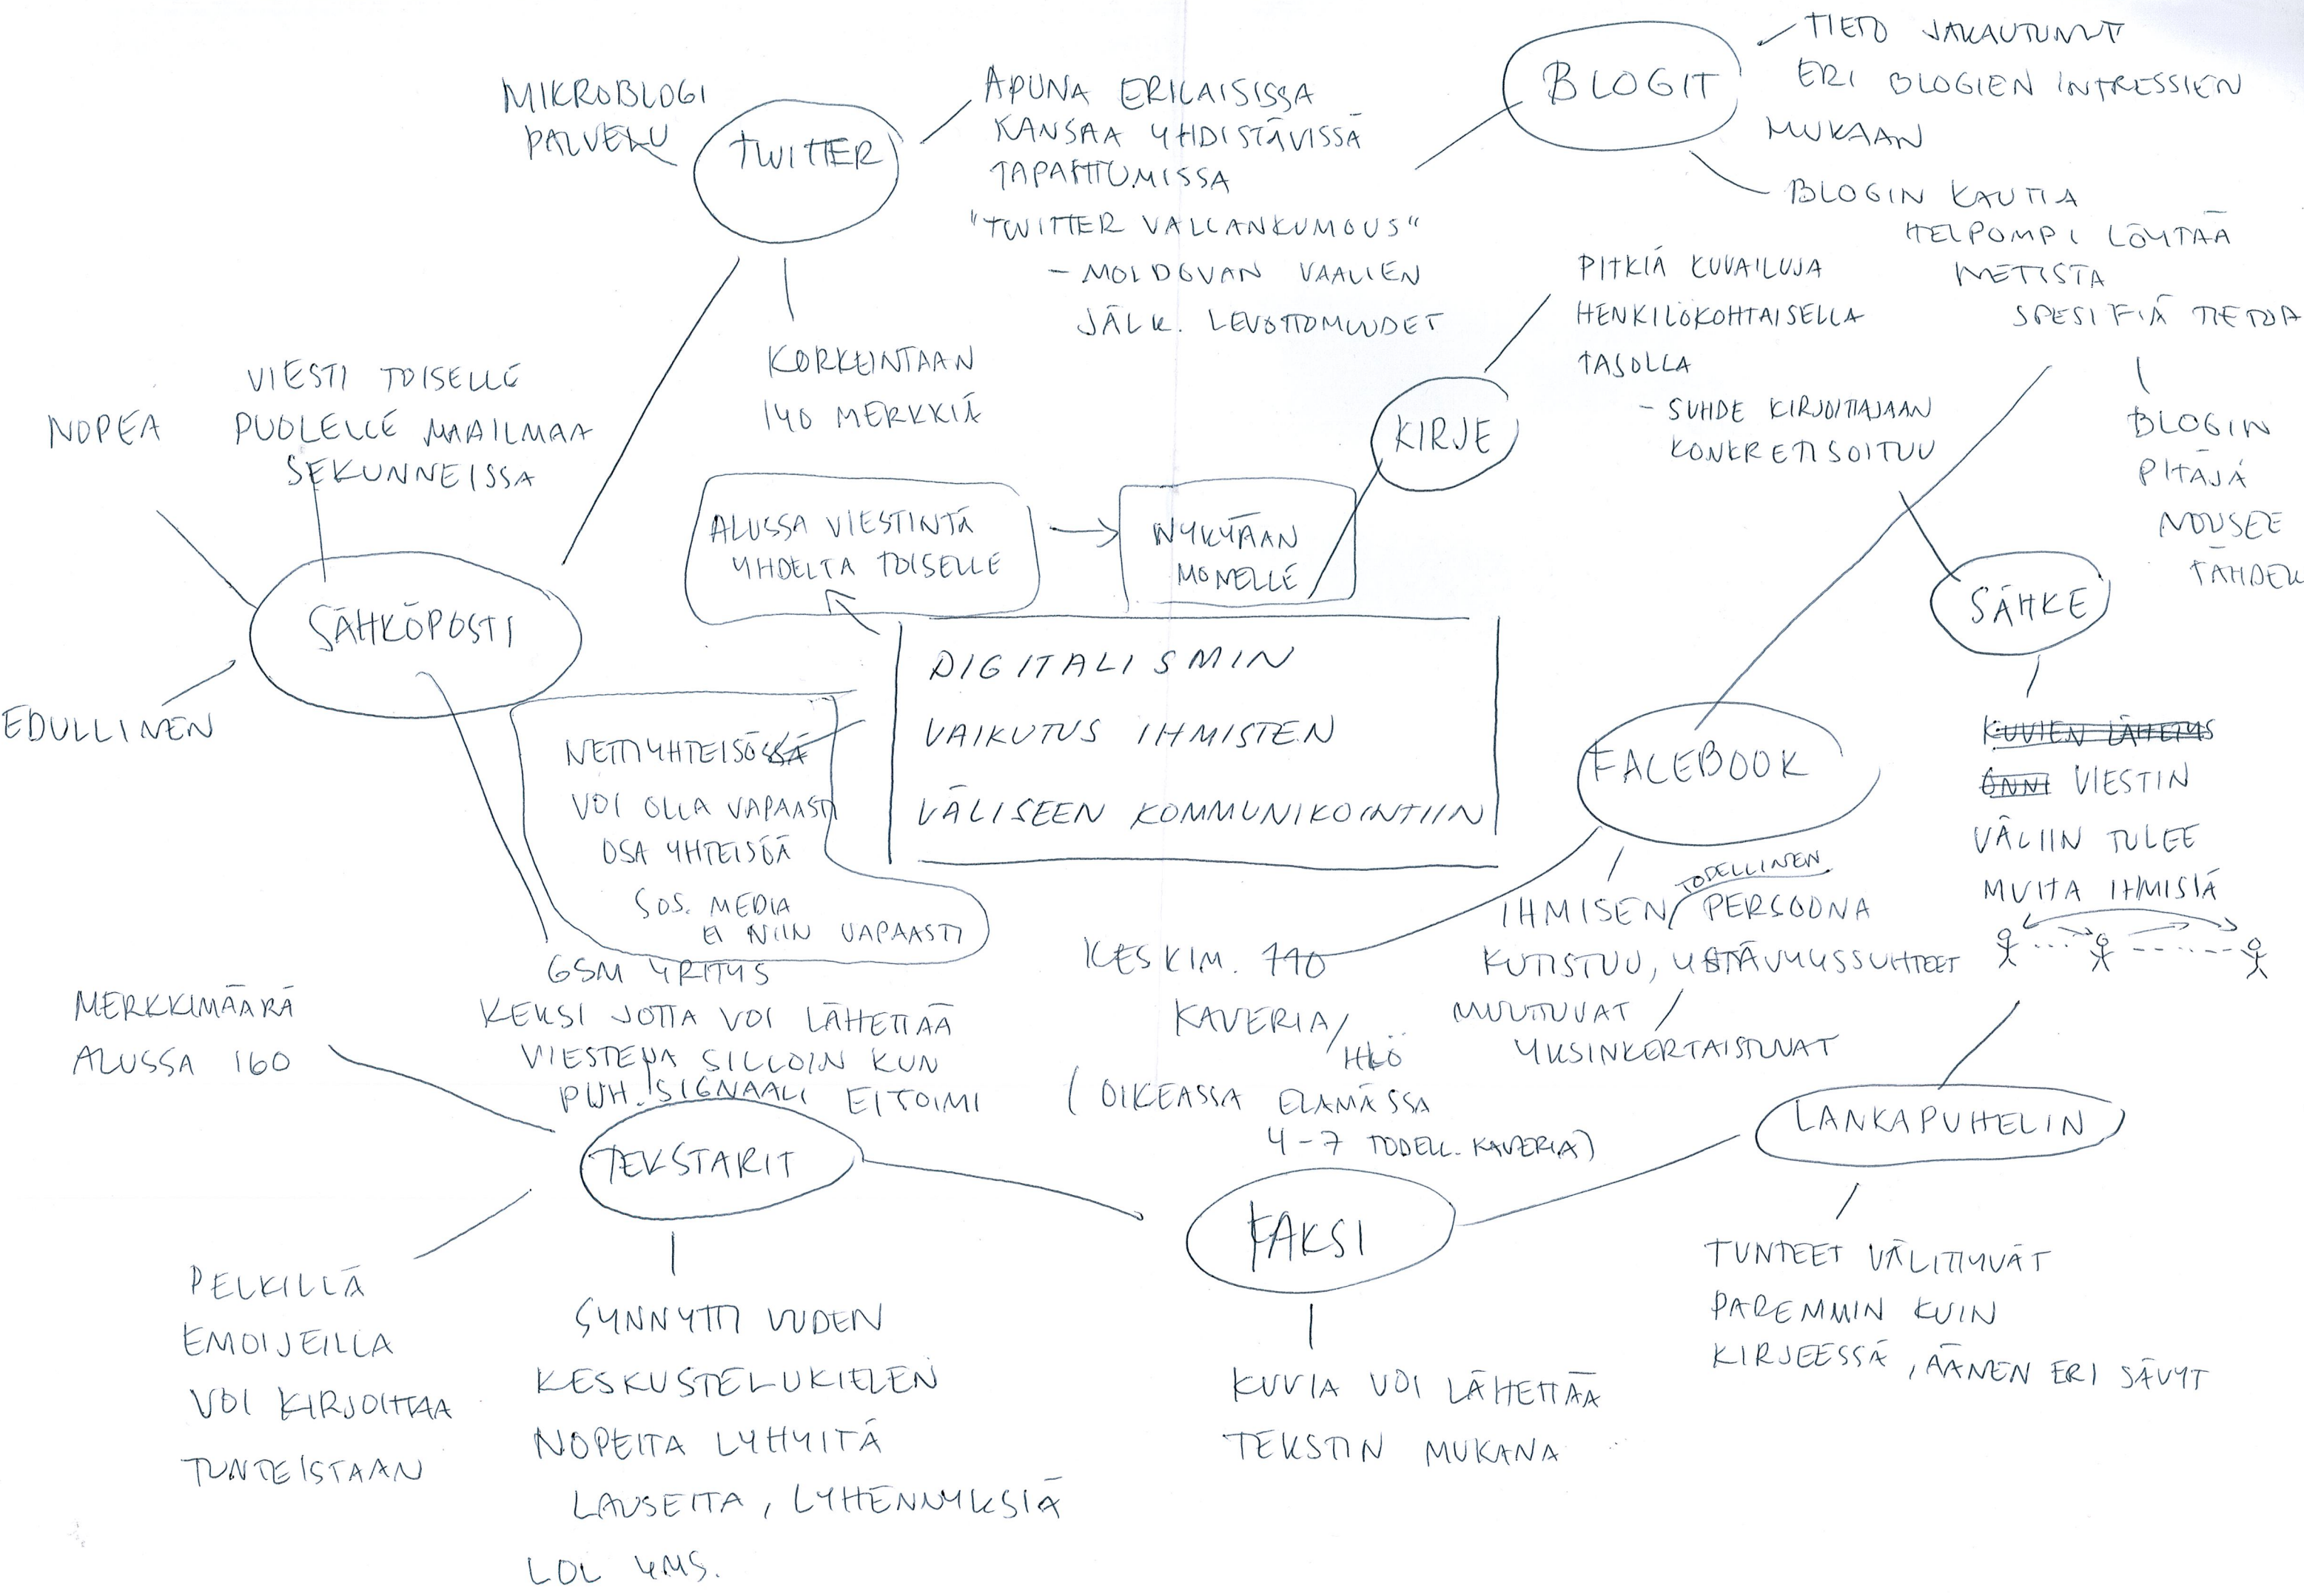 MIKROBLOGI
PALVELU
TWITTER
APUNA ERILAISISSA
KANSAA YHDISTÄVISSÄ
TAPAHTUMISSA
"TWITTER VALLANKUMOUS"
- MOLDOVAN VAALIEN
JÄLK. LEVOTTOMUUDET
KORKEINTAAN
140 MERKKIÄ
BLOGIT
TIETO JAKAUTUNUT
ERI BLOGIEN INTRESSIEN
MUKAAN
BLOGIN KAUTTA
HELPOMPI LÖYTÄÄ
NETISTÄ
SPESIFIÄ TIETOA
BLOGIN
PITÄJÄ
NOUSEE
KIRJE
PITKIÄ KUVAILUJA
HENKILÖKOHTAISELLA
TASOLLA
- SUHDE KIRJOITTAJAAN
KONKRETISOITUU
NOPEA
VIESTI TOISELLE
PUOLELLE MAAILMAA
SEKUNNEISSA
SÄHKÖPOSTI
EDULLINEN
ALUSSA VIESTINTÄ
YHDELTÄ TOISELLE
NYKYÄÄN
MONELLE
DIGITALISMIN
VAIKUTUS IHMISTEN
VÄLISEEN KOMMUNIKOINTIIN
NETTIYHTEISÖSSÄ
VOI OLLA VAPAASTI
OSA YHTEISÖÄ
SOS. MEDIA
EI NIIN VAPAASTI
SÄHKE
KUVIEN LÄHETYS
VIESTIN
VÄLIIN TULEE
MUITA IHMISIÄ
FACEBOOK
TODELLINEN
IHMISEN PERSOONA
KUTISTUU, YSTÄVYYSSUHTEET
MUUTTUVAT /
YKSINKERTAISTUVAT
KESKIM.
KAVERIA/
HLÖ
( OIKEASSA ELÄMÄSSÄ
4-7 TODELL. KAVERIA)
GSM YRITYS
KEKSI JOTTA VOI LÄHETTÄÄ
VIESTEJÄ SILLOIN KUN
PUH. SIGNAALI EI TOIMI
MERKKIMÄÄRÄ
ALUSSA 160
TEKSTARIT
PELKILLÄ
EMOIJEILLA
VOI KIRJOITTAA
TUNTEISTAAN
SYNNYTTI UUDEN
KESKUSTELUKIELEN
NOPEITA LYHYITÄ
LAUSEITA, LYHENNYKSIÄ
LOL YMS.
FAKSI
KUVIA VOI LÄHETTÄÄ
TEKSTIN MUKANA
LANKAPUHELIN
TUNTEET VÄLITTYVÄT
PAREMMIN KUIN
KIRJEESSÄ, ÄÄNEN ERI SÄVYT